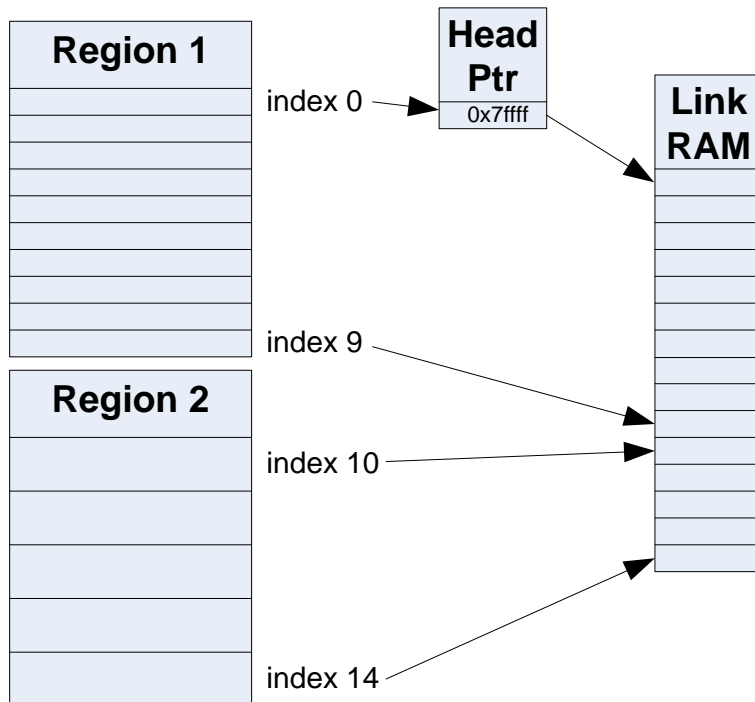 Region 1
Head
Ptr
0x7ffff
index 0
Link
RAM
index 9
Region 2
index 10
index 14